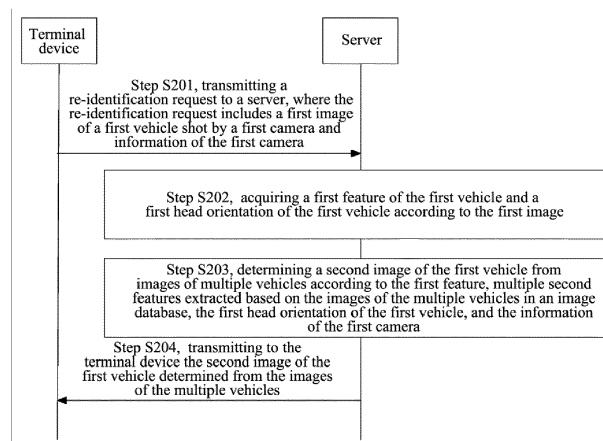 Terminal
device
Server
Step S201, transmitting a
re-identification request to a server, where the
re-identification request includes a first image
of a first vehicle shot by a first camera and
information of the first camera
Step S202, acquiring a first feature of the first vehicle and a
first head orientation of the first vehicle according to the first image
Step S203, determining a second image of the first vehicle from
images of multiple vehicles according to the first feature, multiple second
features extracted based on the images of the multiple vehicles in an image
database, the first head orientation of the first vehicle, and the information
of the first camera
Step S204, transmitting to the
terminal device the second image of the
first vehicle determined from the images
of the multiple vehicles